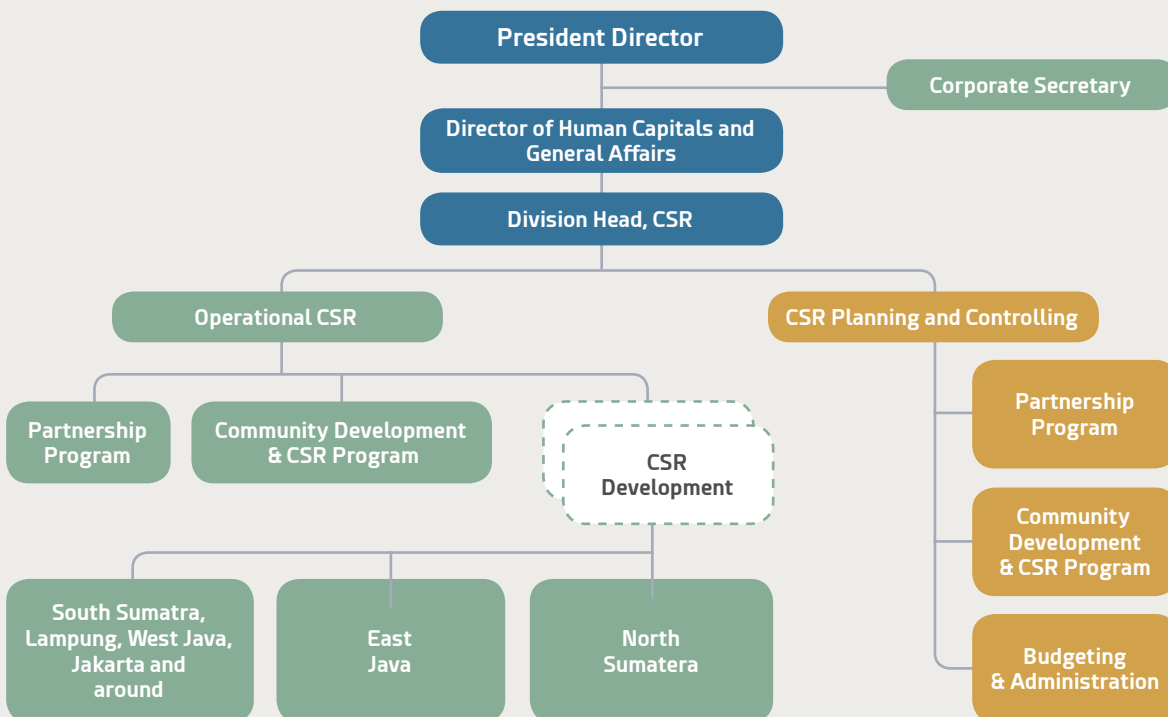 President Director
Corporate Secretary
Director of Human Capitals and
General Affairs
Division Head, CSR
Operational CSR
CSR Planning and Controlling
Partnership
Program
Community Development
& CSR Program
CSR
Development
Partnership
Program
Community
Development
& CSR Program
South Sumatra,
Lampung, West Java,
Jakarta and
around
East
Java
North
Sumatera
Budgeting
& Administration